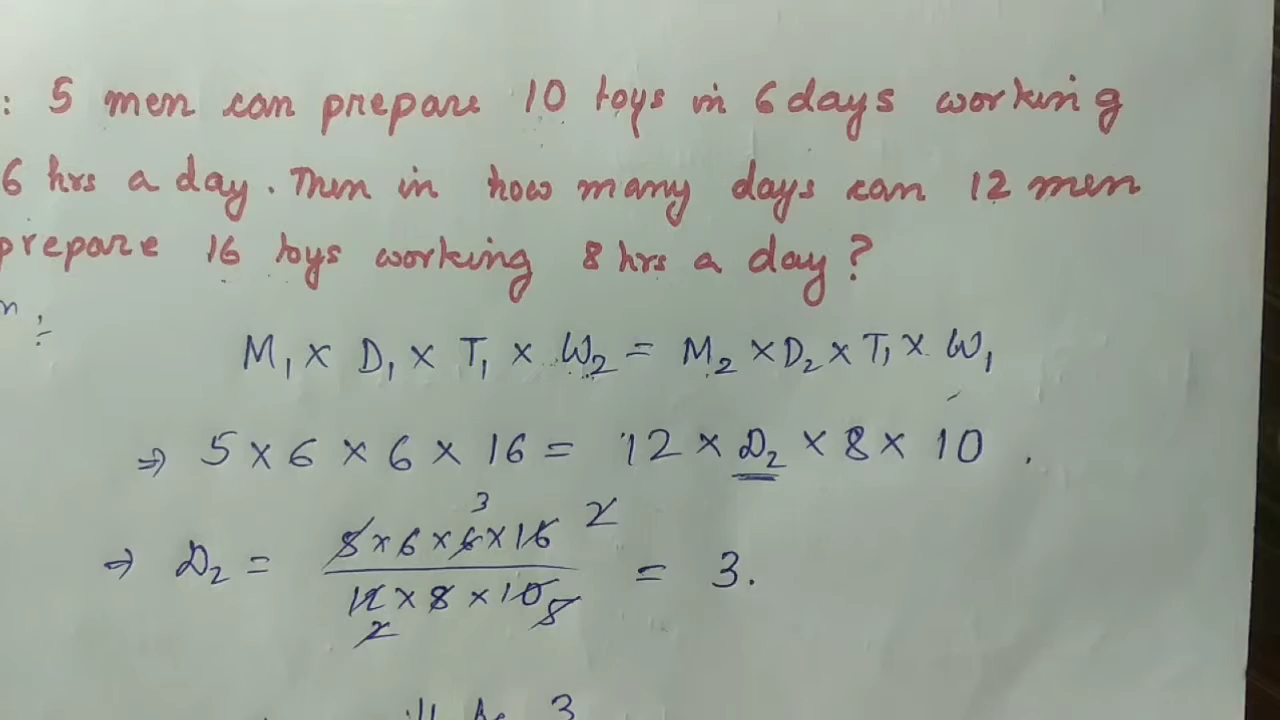 : 5 men can prepare 10 toys in 6 days working
6 hrs a day. Then in how many days can 12 men
prepare 16 toys working 8 hrs a day?
n ;-
M₁ × D₁ × T₁ × W₂ = M₂ × D₂ × T₁ × W₁
⇒ 5 × 6 × 6 × 16 = 12 × D₂ × 8 × 10 .
3 2
⇒ D₂ = 5×6×6×16 = 3.
12×8×10 5
2
3